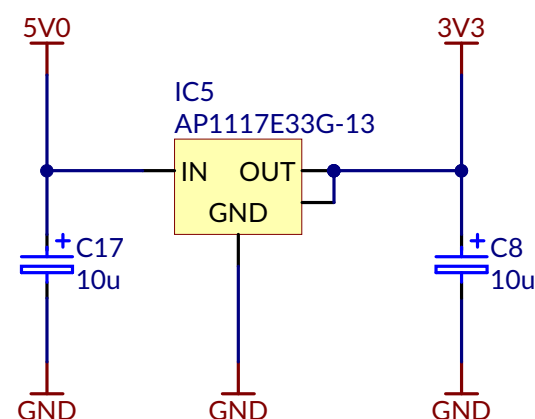 5V0
3V3
IC5
AP1117E33G-13
IN OUT
GND
+
C17
10u
+
C8
10u
GND
GND
GND